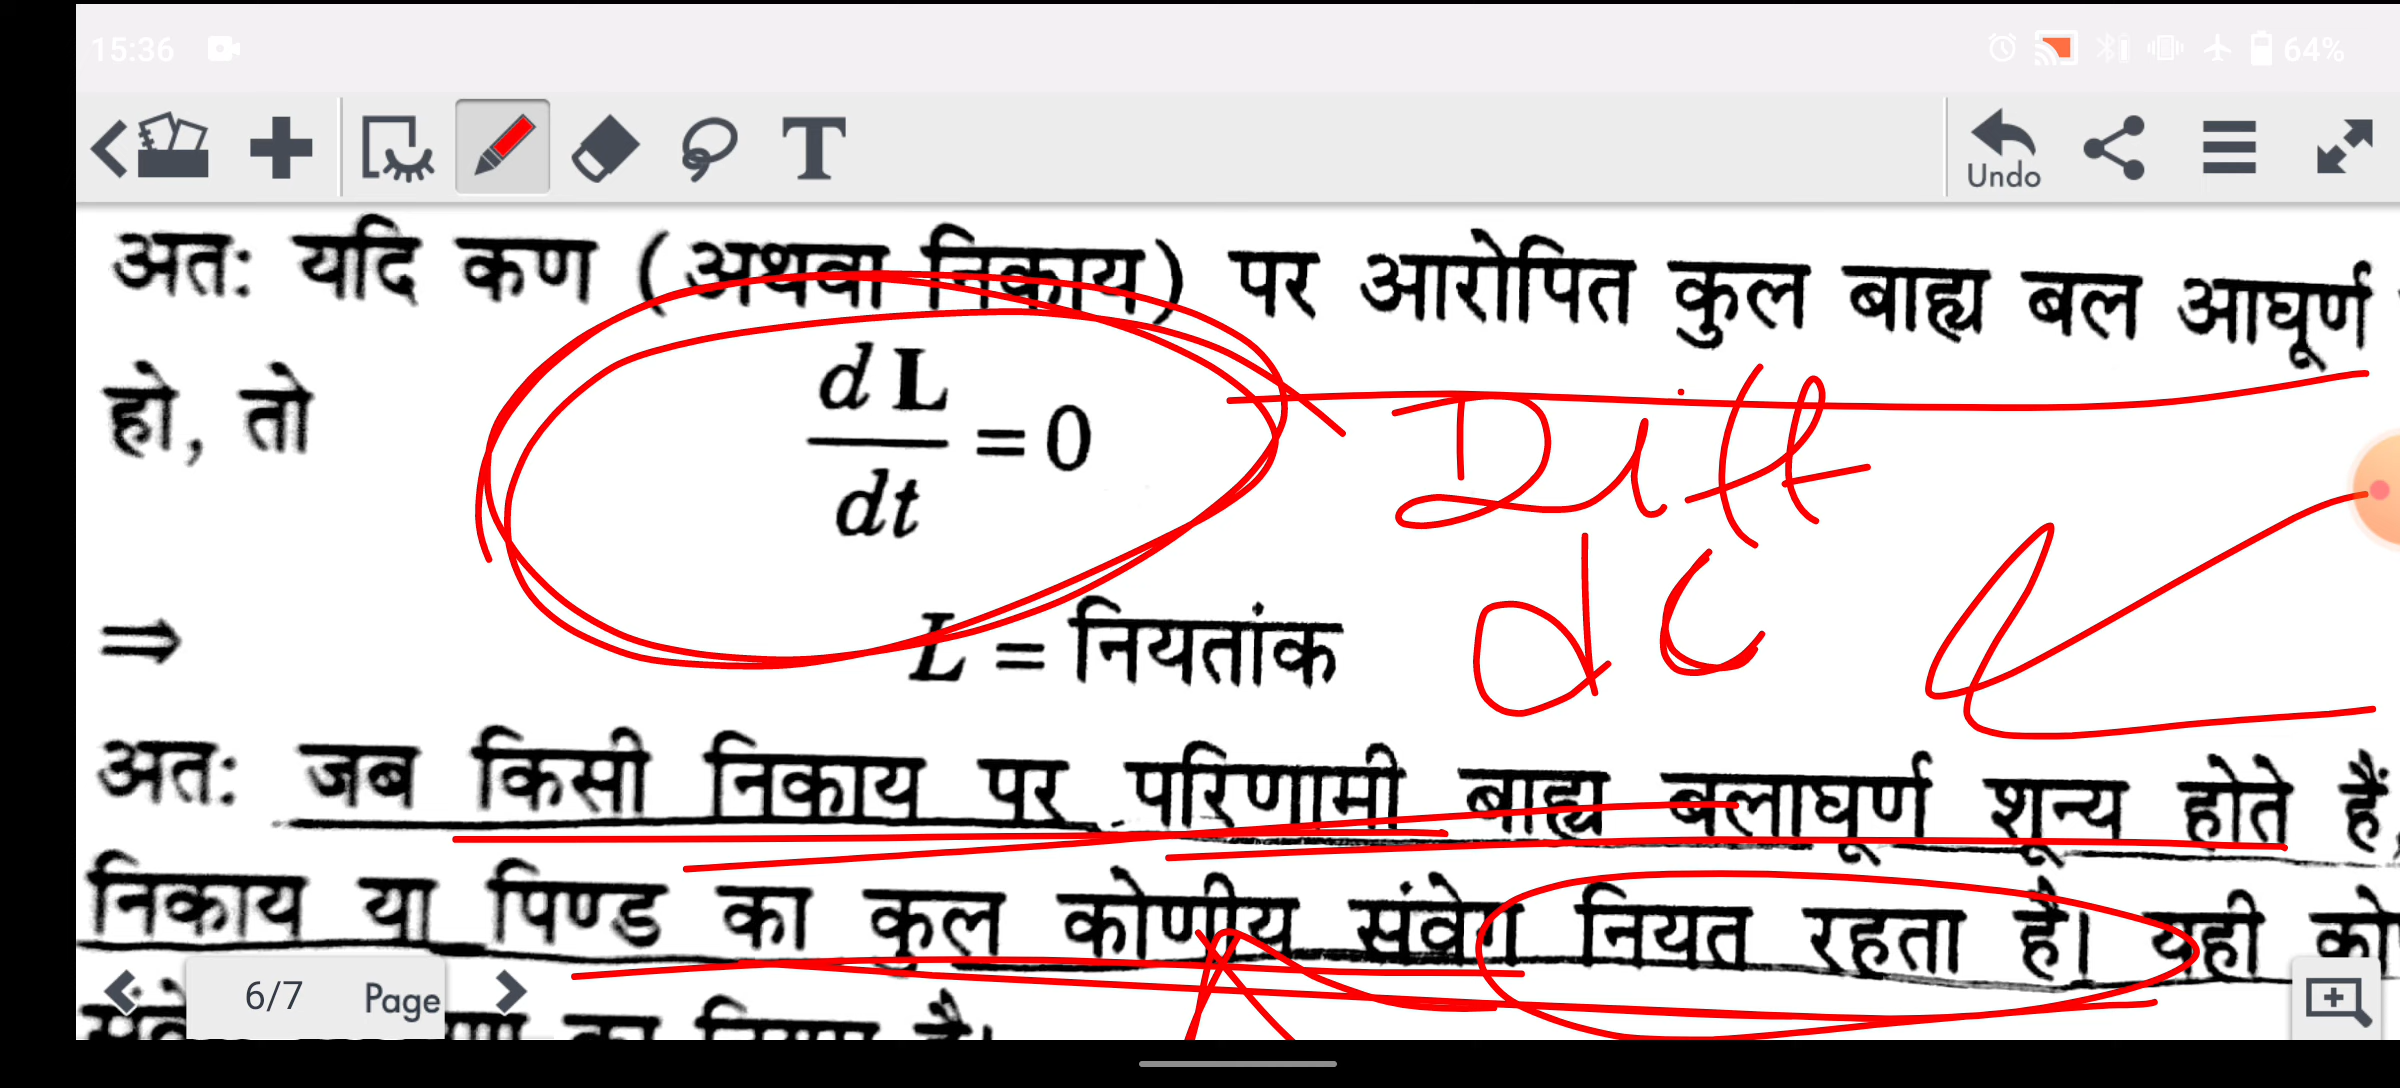 15:36 64%
Undo
अतः यदि कण (अथवा निकाय) पर आरोपित कुल बाह्य बल आघूर्ण
हो, तो
dL/dt = 0
Diff
dc
⇒ L = नियतांक
अतः जब किसी निकाय पर परिणामी बाह्य बलाघूर्ण शून्य होते हैं,
निकाय या पिण्ड का कुल कोणीय संवेग नियत रहता है। यही
6/7 Page